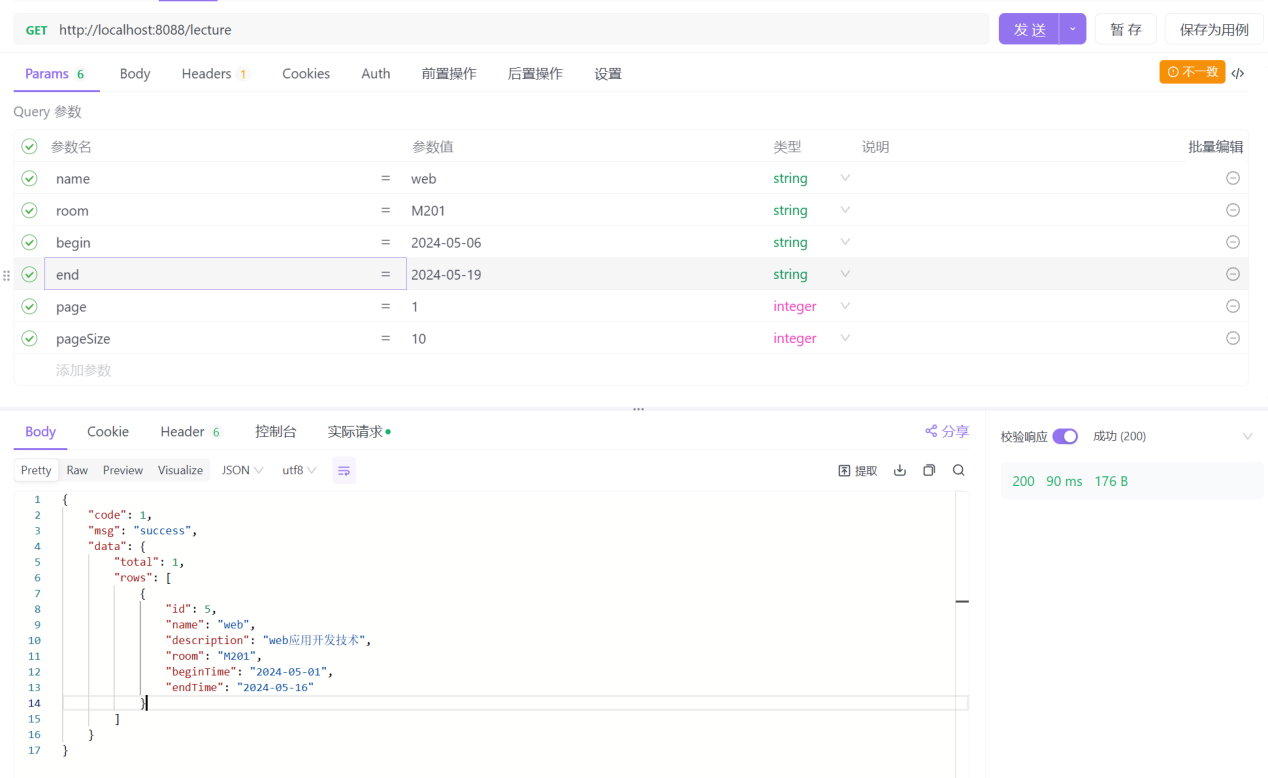 GET http://localhost:8088/lecture 发 送 暂 存 保存为用例
Params 6 Body Headers 1 Cookies Auth 前置操作 后置操作 设置 不一致 </>
Query 参数
参数名 参数值 类型 说明 批量编辑
name = web string
room = M201 string
begin = 2024-05-06 string
end = 2024-05-19 string
page = 1 integer
pageSize = 10 integer
添加参数
Body Cookie Header 6 控制台 实际请求 分享 校验响应 成功 (200)
Pretty Raw Preview Visualize JSON utf8 提取
200 90 ms 176 B
1 {
2 "code": 1,
3 "msg": "success",
4 "data": {
5 "total": 1,
6 "rows": [
7 {
8 "id": 5,
9 "name": "web",
10 "description": "web应用开发技术",
11 "room": "M201",
12 "beginTime": "2024-05-01",
13 "endTime": "2024-05-16"
14 }
15 ]
16 }
17 }